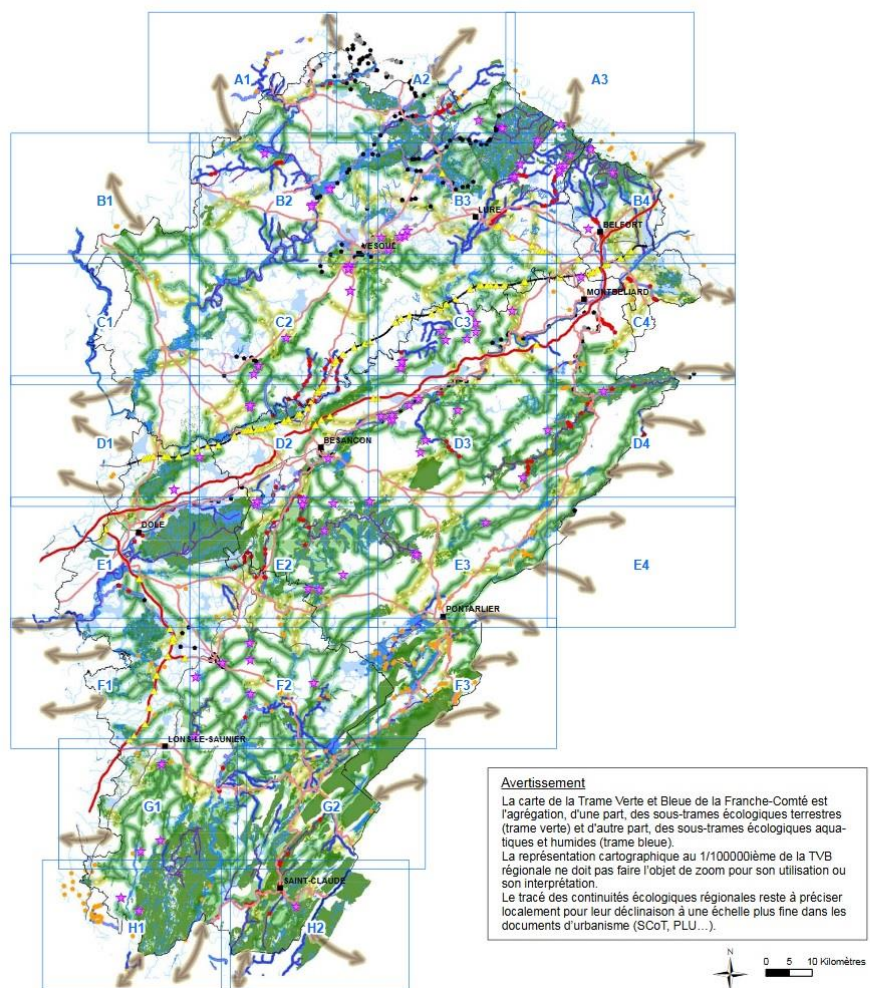 A1
A2
A3
B1
B2
B3
B4
LURE
BELFORT
VESOUL
MONTBELIARD
C1
C2
C3
C4
D1
D2
D3
D4
BESANCON
DOLE
E1
E2
E3
E4
PONTARLIER
F1
F2
F3
LONS-LE-SAUNIER
G1
G2
SAINT-CLAUDE
H1
H2
Avertissement
La carte de la Trame Verte et Bleue de la Franche-Comté est
l'agrégation, d'une part, des sous-trames écologiques terrestres
(trame verte) et d'autre part, des sous-trames écologiques aqua-
tiques et humides (trame bleue).
La représentation cartographique au 1/100000ième de la TVB
régionale ne doit pas faire l'objet de zoom pour son utilisation ou
son interprétation.
Le tracé des continuités écologiques régionales reste à préciser
localement pour leur déclinaison à une échelle plus fine dans les
documents d'urbanisme (SCoT, PLU...).
N
0 5 10 Kilomètres